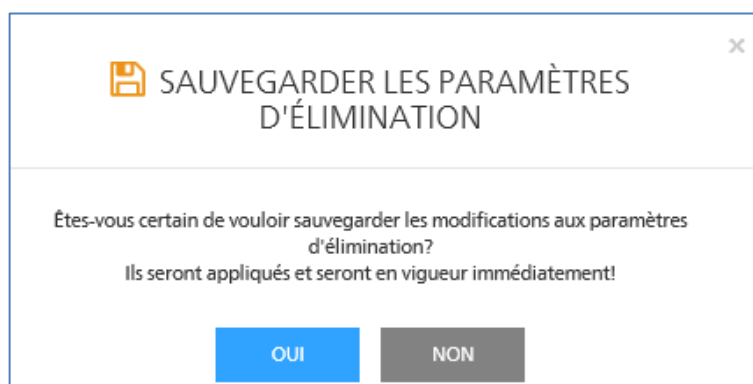 SAUVEGARDER LES PARAMÈTRES
D'ÉLIMINATION
Êtes-vous certain de vouloir sauvegarder les modifications aux paramètres
d'élimination?
Ils seront appliqués et seront en vigueur immédiatement!
OUI NON